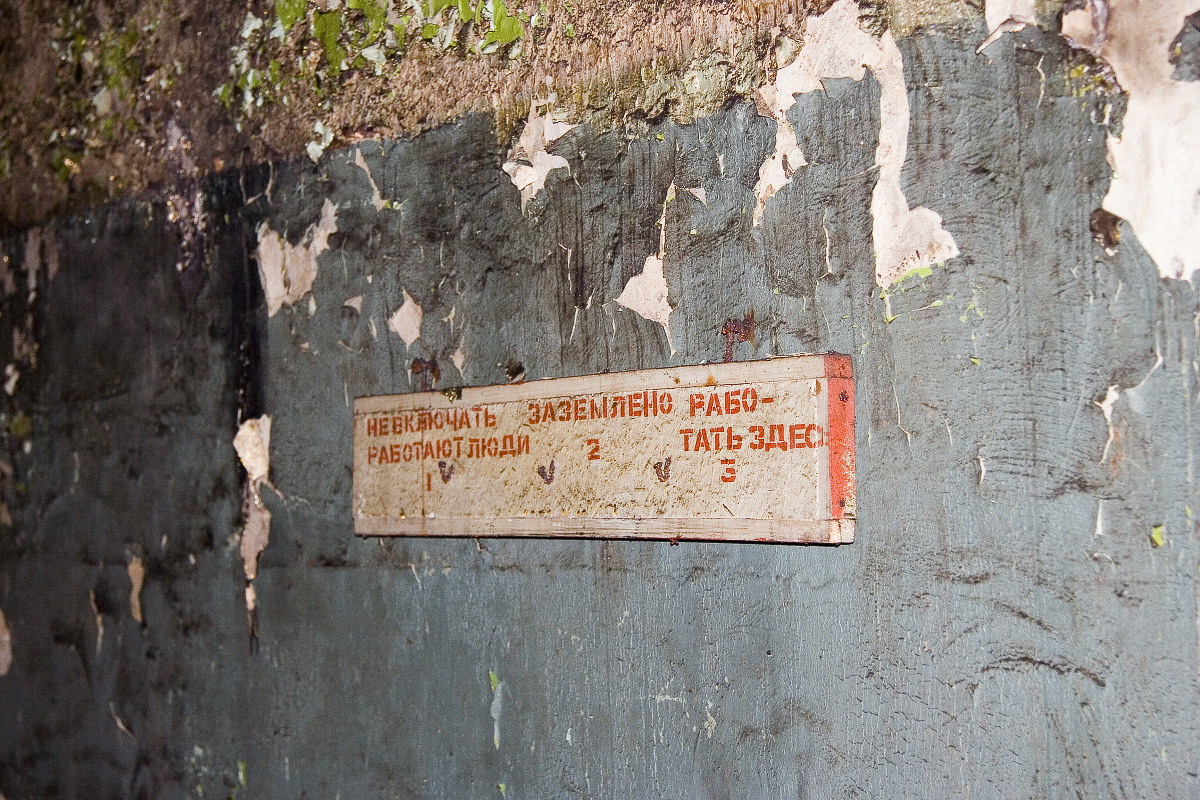 НЕ ВКЛЮЧАТЬ
РАБОТАЮТ ЛЮДИ
1
ЗАЗЕМЛЕНО
2
РАБО-
ТАТЬ ЗДЕСЬ
3